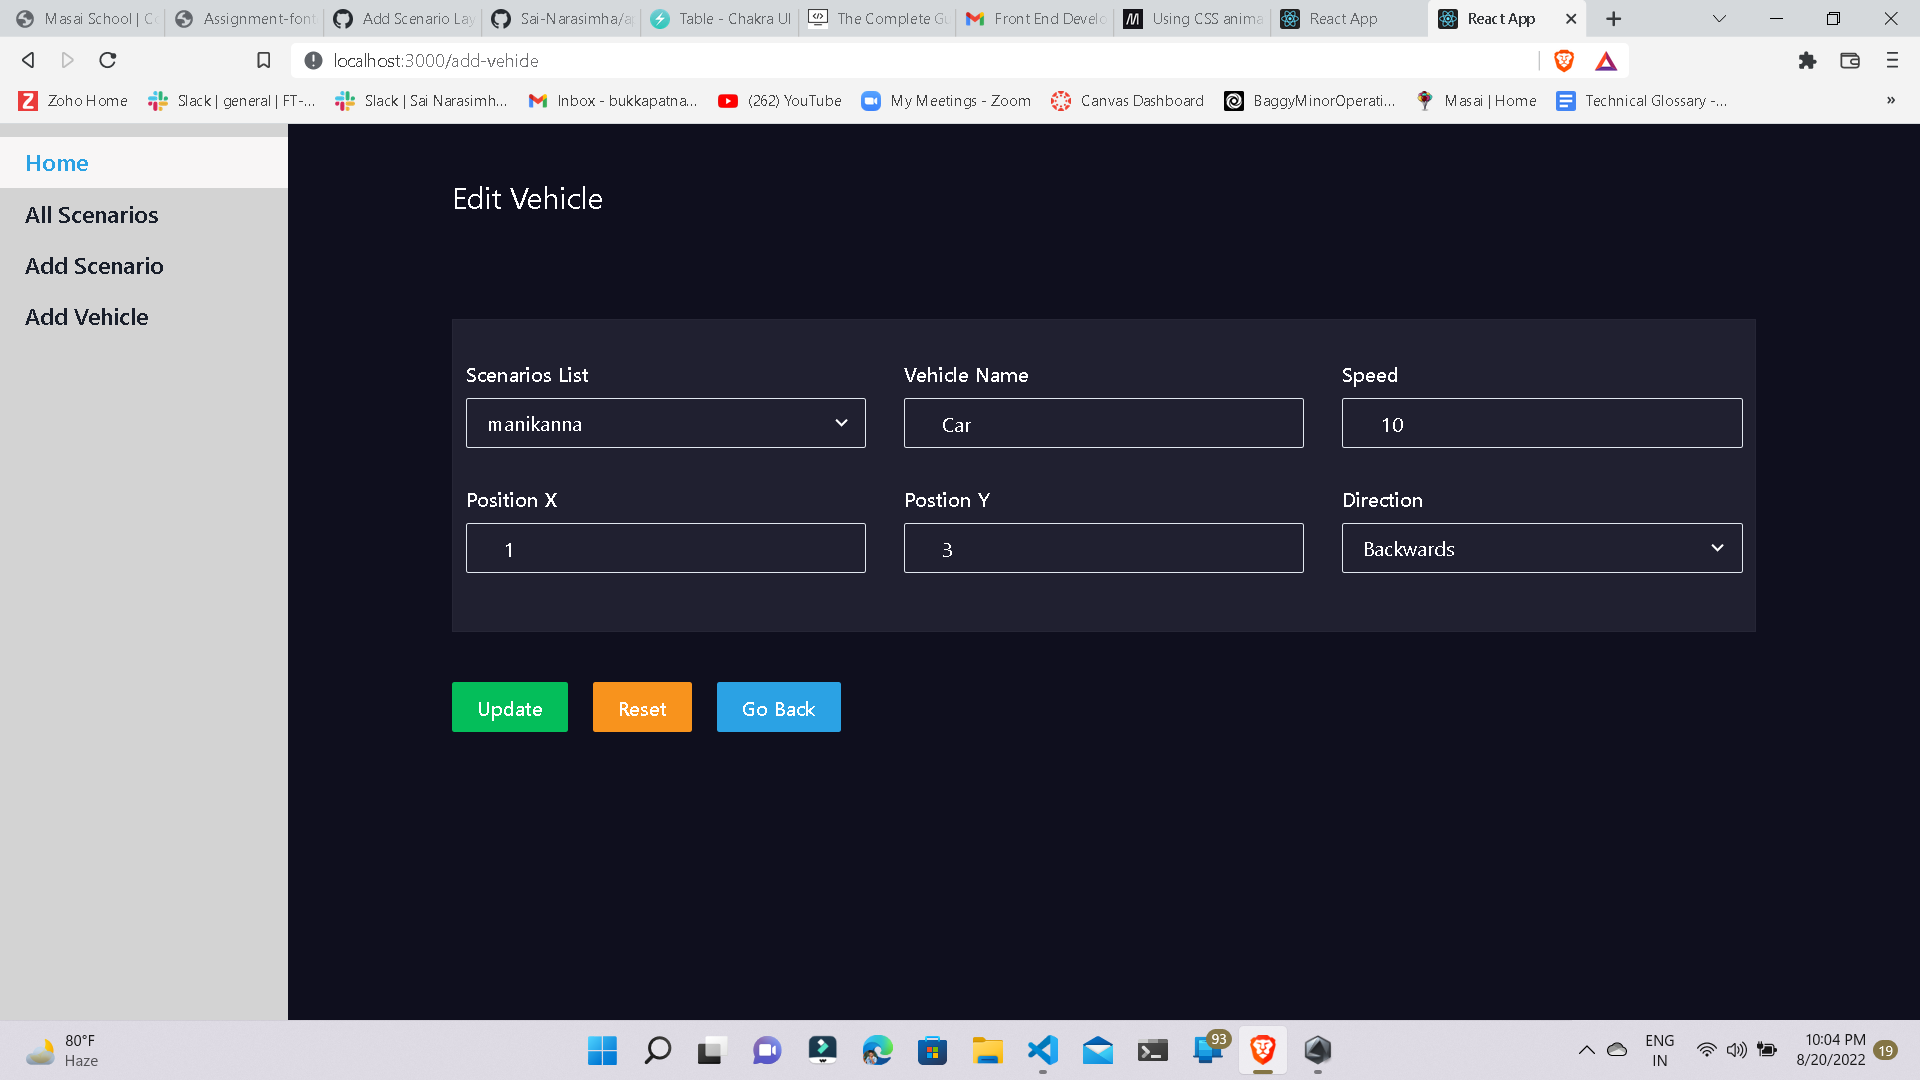 Masai School | Co
Assignment-font
Add Scenario Lay
Sai-Narasimha/a
Table - Chakra UI
The Complete Gu
Front End Develo
Using CSS anima
React App
React App
localhost:3000/add-vehicle
Zoho Home
Slack | general | FT-...
Slack | Sai Narasimh...
Inbox - bukkapatna...
(262) YouTube
My Meetings - Zoom
Canvas Dashboard
BaggyMinorOperati...
Masai | Home
Technical Glossary -...
»
Home
All Scenarios
Add Scenario
Add Vehicle
Edit Vehicle
Scenarios List
Vehicle Name
Speed
manikanna
Car
10
Position X
Postion Y
Direction
1
3
Backwards
Update
Reset
Go Back
80°F
Haze
93
ENG
IN
10:04 PM
8/20/2022
19